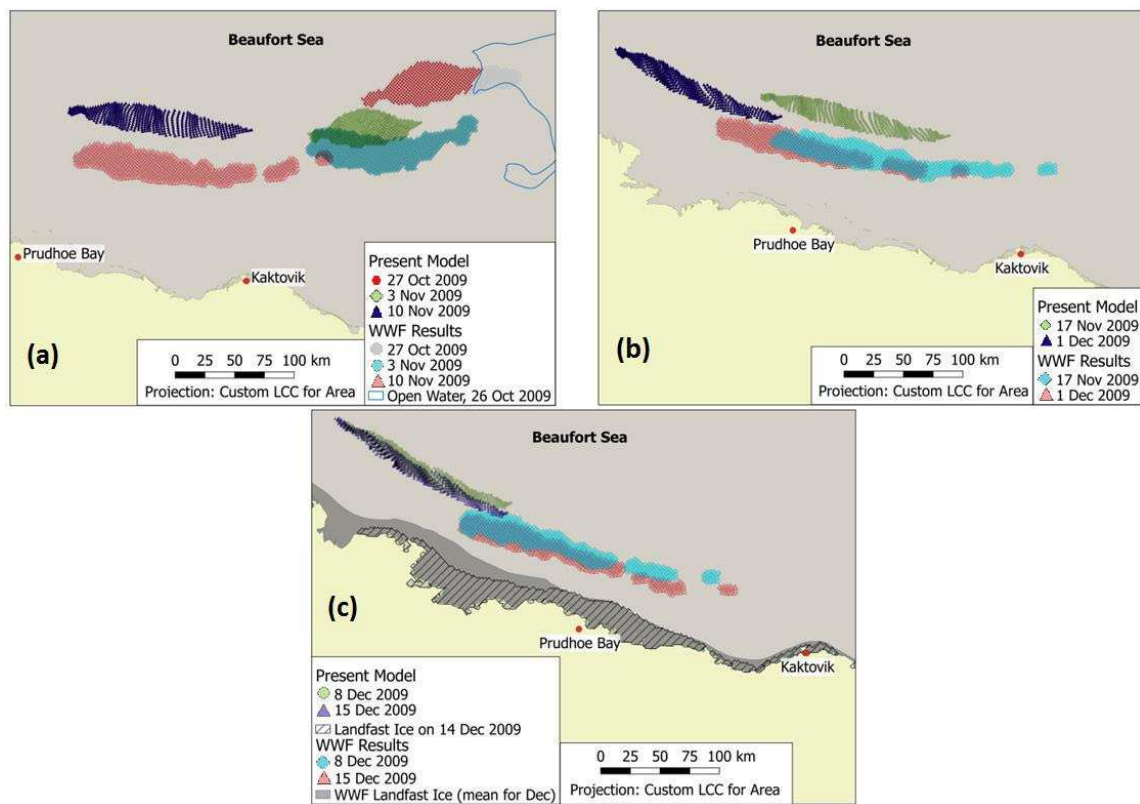 Beaufort Sea
Prudhoe Bay
Kaktovik
(a)
0 25 50 75 100 km
Projection: Custom LCC for Area
Present Model
27 Oct 2009
3 Nov 2009
10 Nov 2009
WWF Results
27 Oct 2009
3 Nov 2009
10 Nov 2009
Open Water, 26 Oct 2009
Beaufort Sea
Prudhoe Bay
Kaktovik
(b)
0 25 50 75 100 km
Projection: Custom LCC for Area
Present Model
17 Nov 2009
1 Dec 2009
WWF Results
17 Nov 2009
1 Dec 2009
Beaufort Sea
(c)
Prudhoe Bay
Kaktovik
Present Model
8 Dec 2009
15 Dec 2009
Landfast Ice on 14 Dec 2009
WWF Results
8 Dec 2009
15 Dec 2009
WWF Landfast Ice (mean for Dec)
0 25 50 75 100 km
Projection: Custom LCC for Area